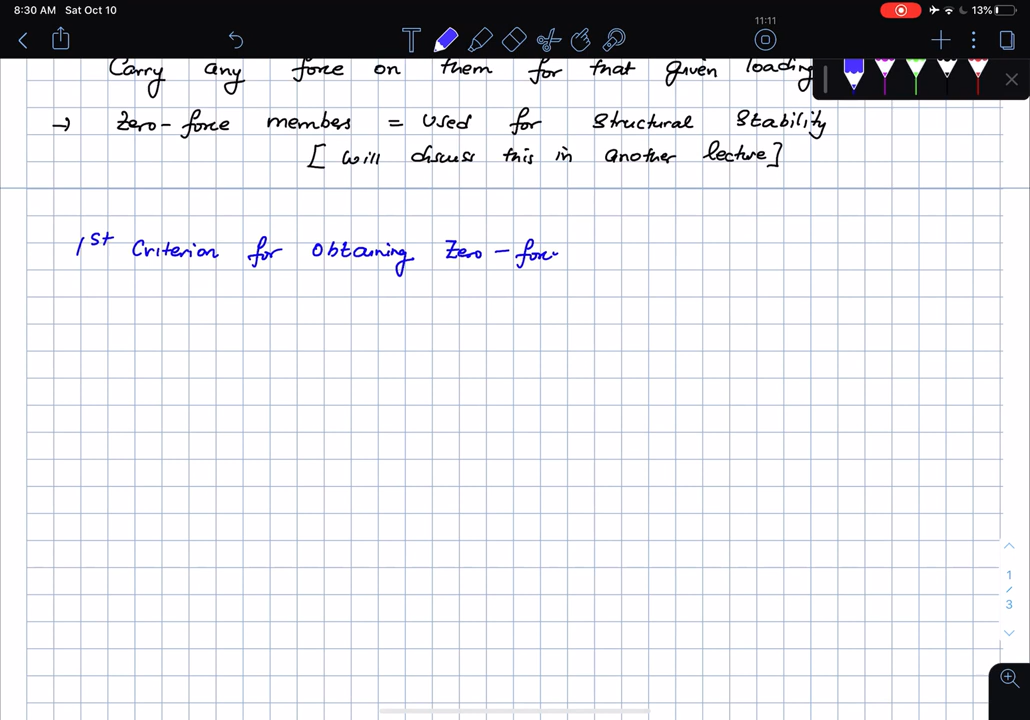 8:30 AM Sat Oct 10
13%
11:11
T
Carry any force on them for that given loading
→ Zero-force members = used for structural stability
[ will discuss this in another lecture ]
1st Criterion for obtaining Zero-forc
1
/
3